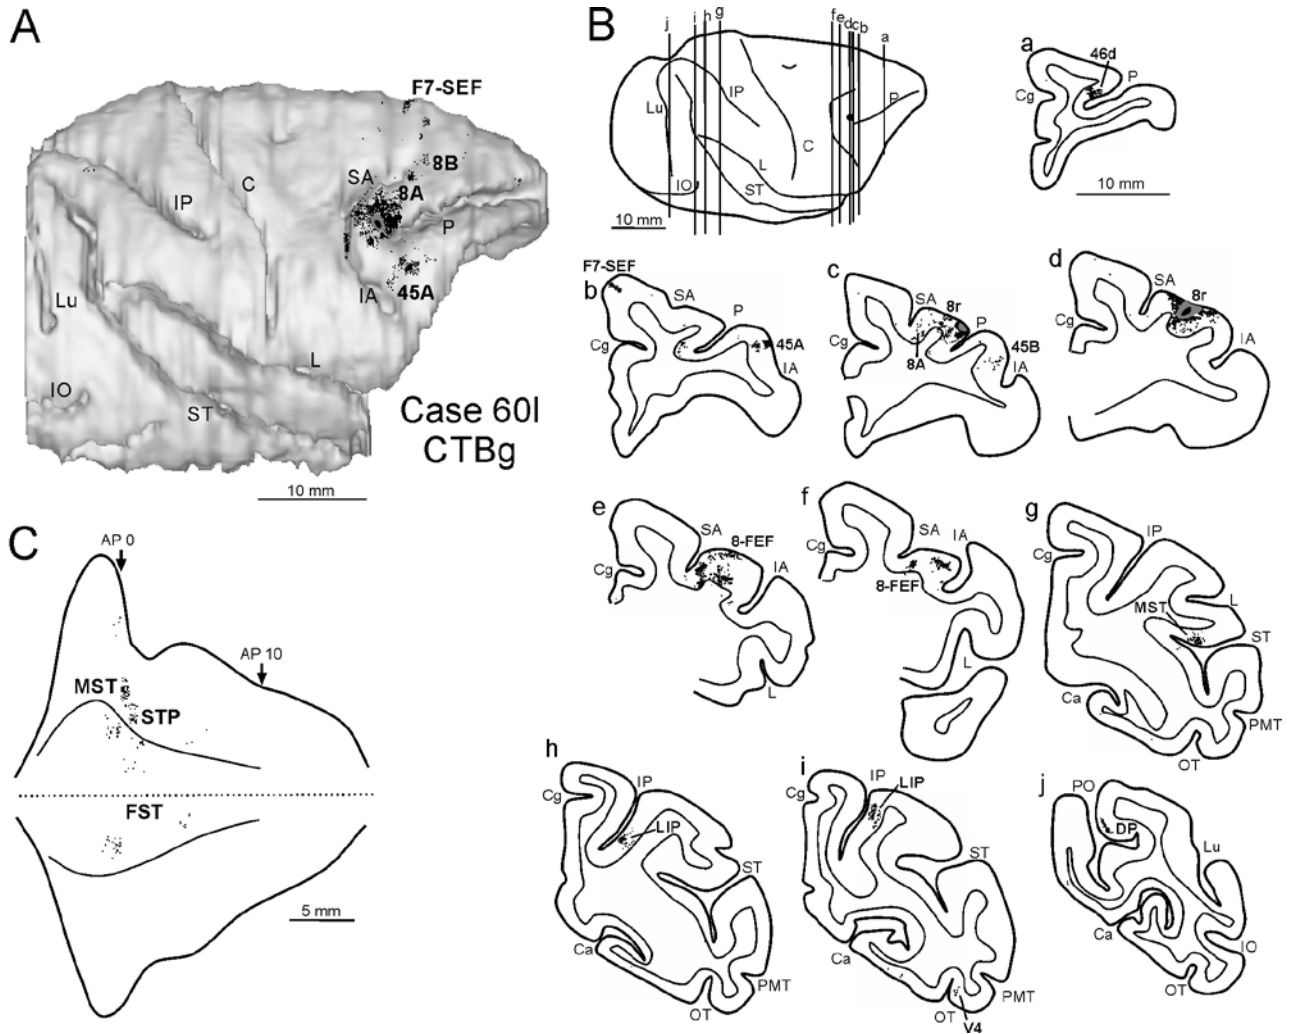 A
F7-SEF
8B
SA
8A
C
IP
P
45A
IA
Lu
L
IO
ST
Case 60l
CTBg
10 mm
B
j
i
h
g
f
e
d
c
b
a
Lu
IP
P
C
L
IO
ST
10 mm
a
46d
P
Cg
10 mm
F7-SEF
b
SA
P
Cg
45A
IA
c
SA
8r
P
Cg
8A
45B
IA
d
SA
8r
Cg
IA
e
SA
8-FEF
IA
Cg
L
f
SA
IA
Cg
8-FEF
L
g
IP
Cg
MST
L
ST
Ca
PMT
OT
C
AP 0
AP 10
MST
STP
FST
5 mm
h
IP
Cg
LIP
ST
Ca
PMT
OT
i
IP
LIP
Cg
ST
Ca
PMT
OT
V4
j
PO
DP
Lu
Ca
IO
OT